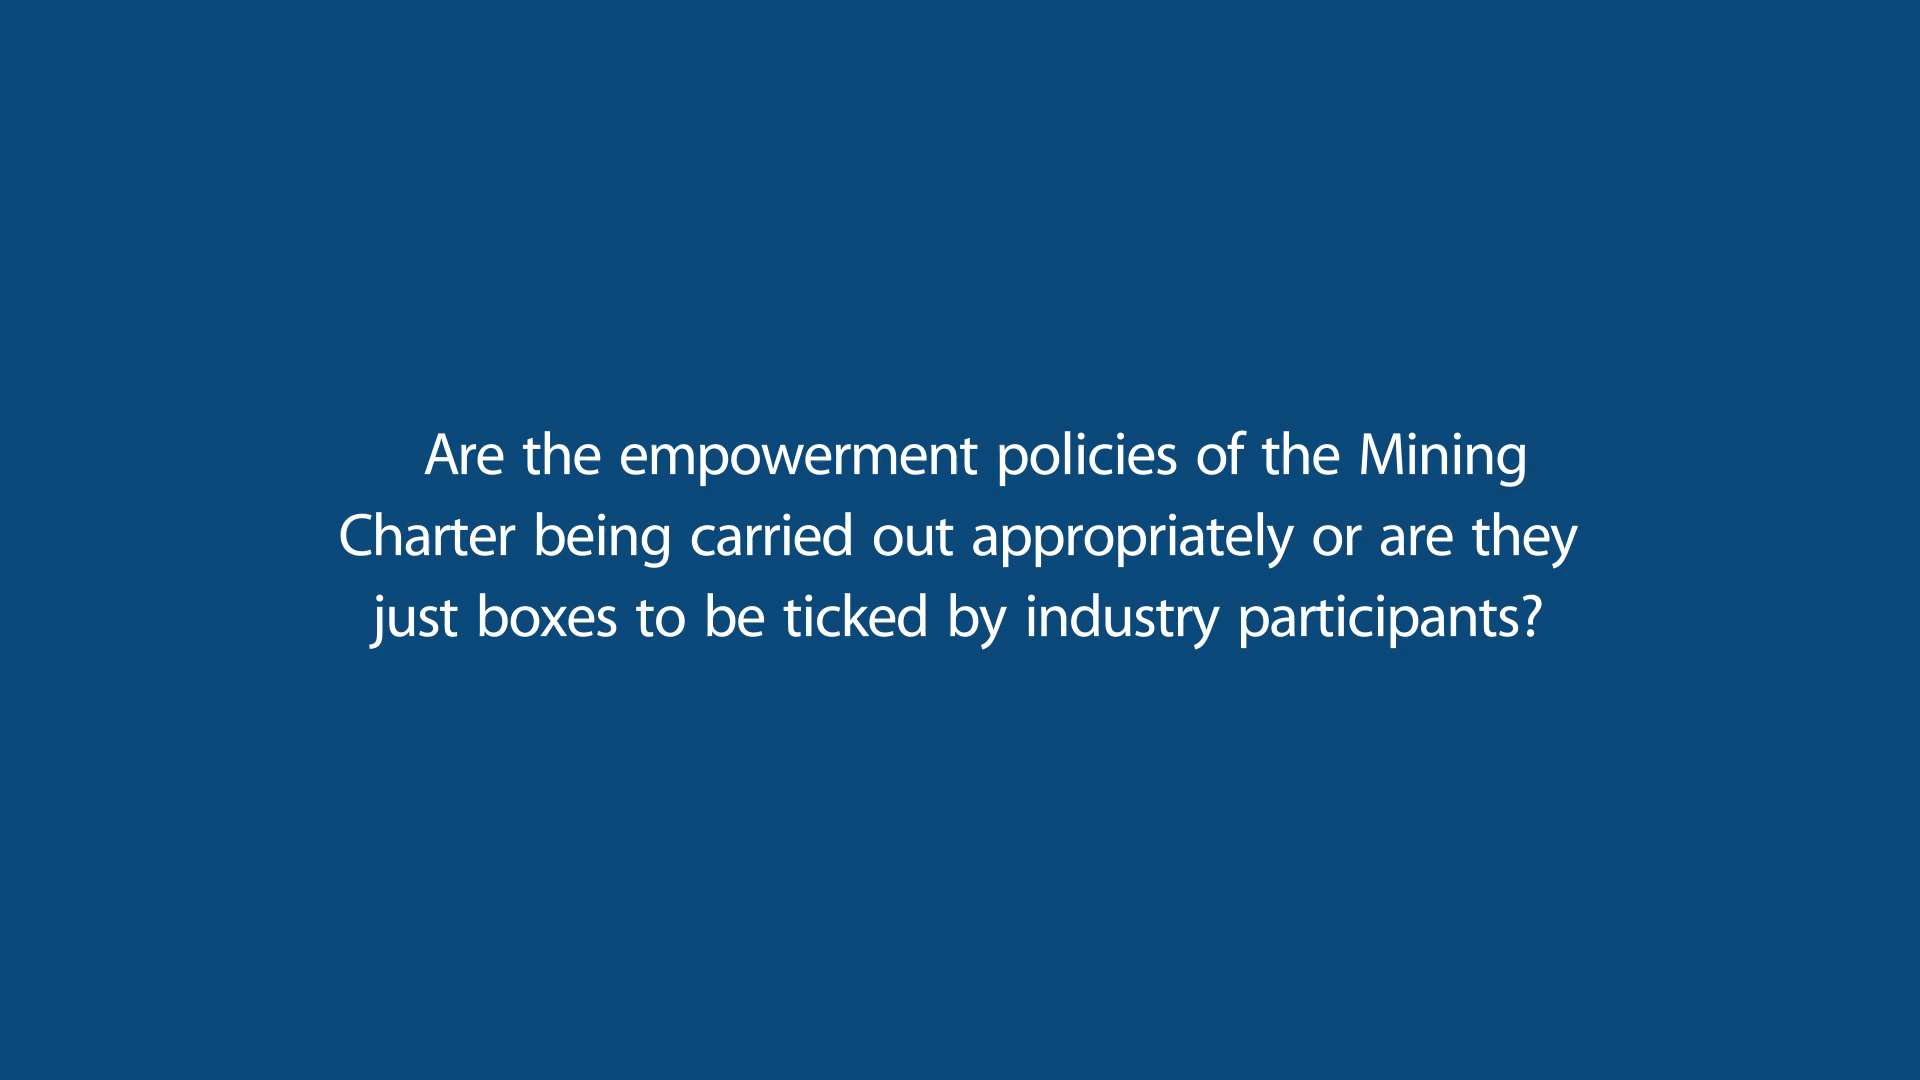 Are the empowerment policies of the Mining
Charter being carried out appropriately or are they
just boxes to be ticked by industry participants?